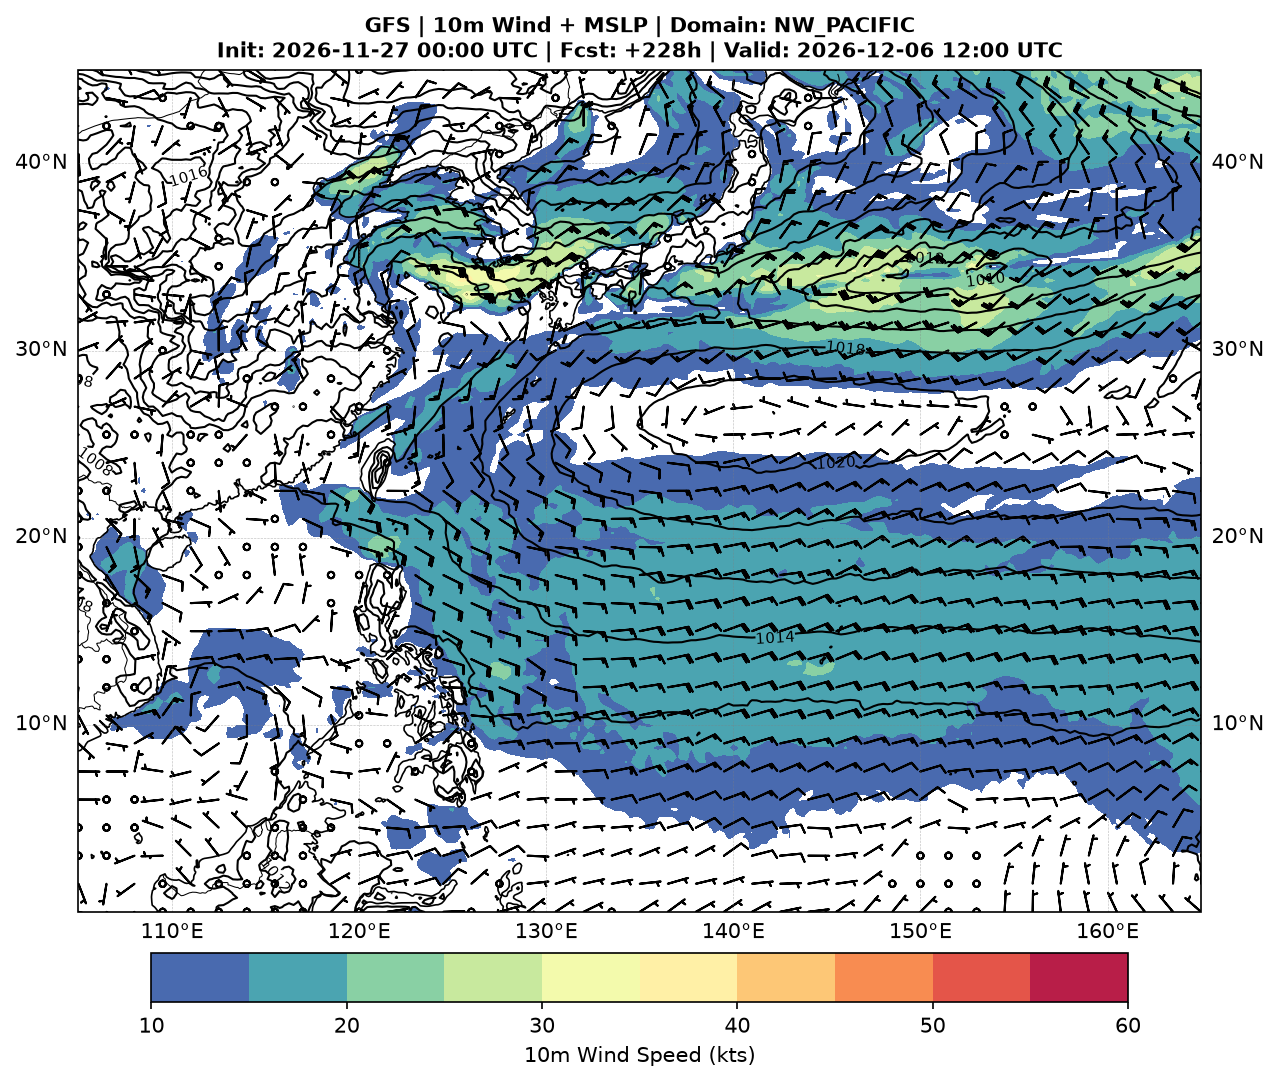 GFS | 10m Wind + MSLP | Domain: NW_PACIFIC
Init: 2026-11-27 00:00 UTC | Fcst: +228h | Valid: 2026-12-06 12:00 UTC
40°N
40°N
1016
1010
30°N
1018
30°N
1008
1020
20°N
20°N
1014
10°N
10°N
110°E 120°E 130°E 140°E 150°E 160°E
10 20 30 40 50 60
10m Wind Speed (kts)